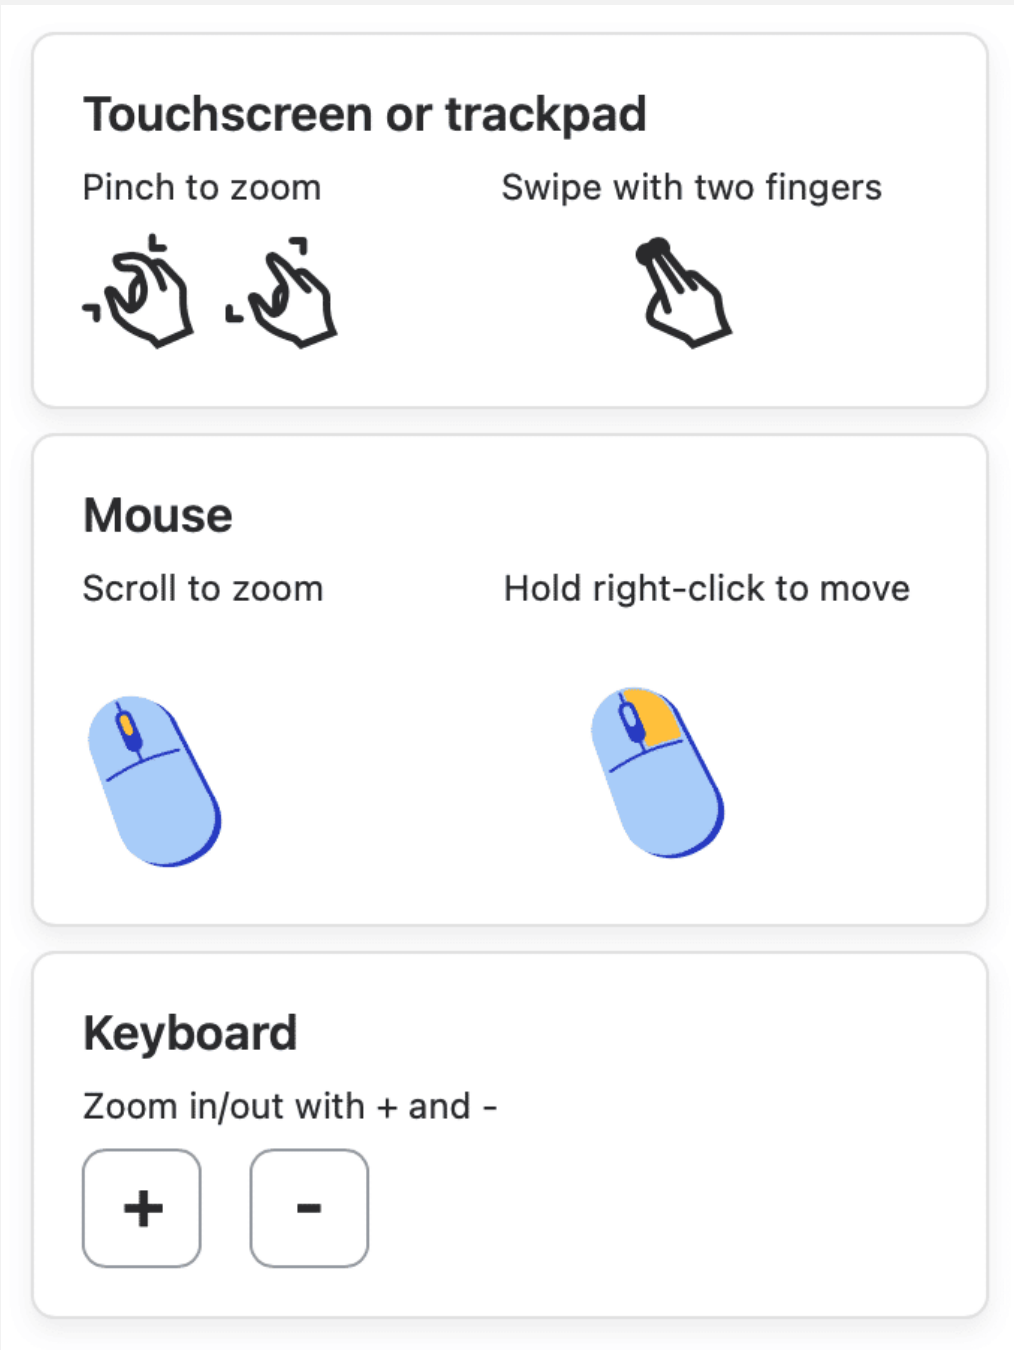 Touchscreen or trackpad
Pinch to zoom
Swipe with two fingers
Mouse
Scroll to zoom
Hold right-click to move
Keyboard
Zoom in/out with + and -
+
-